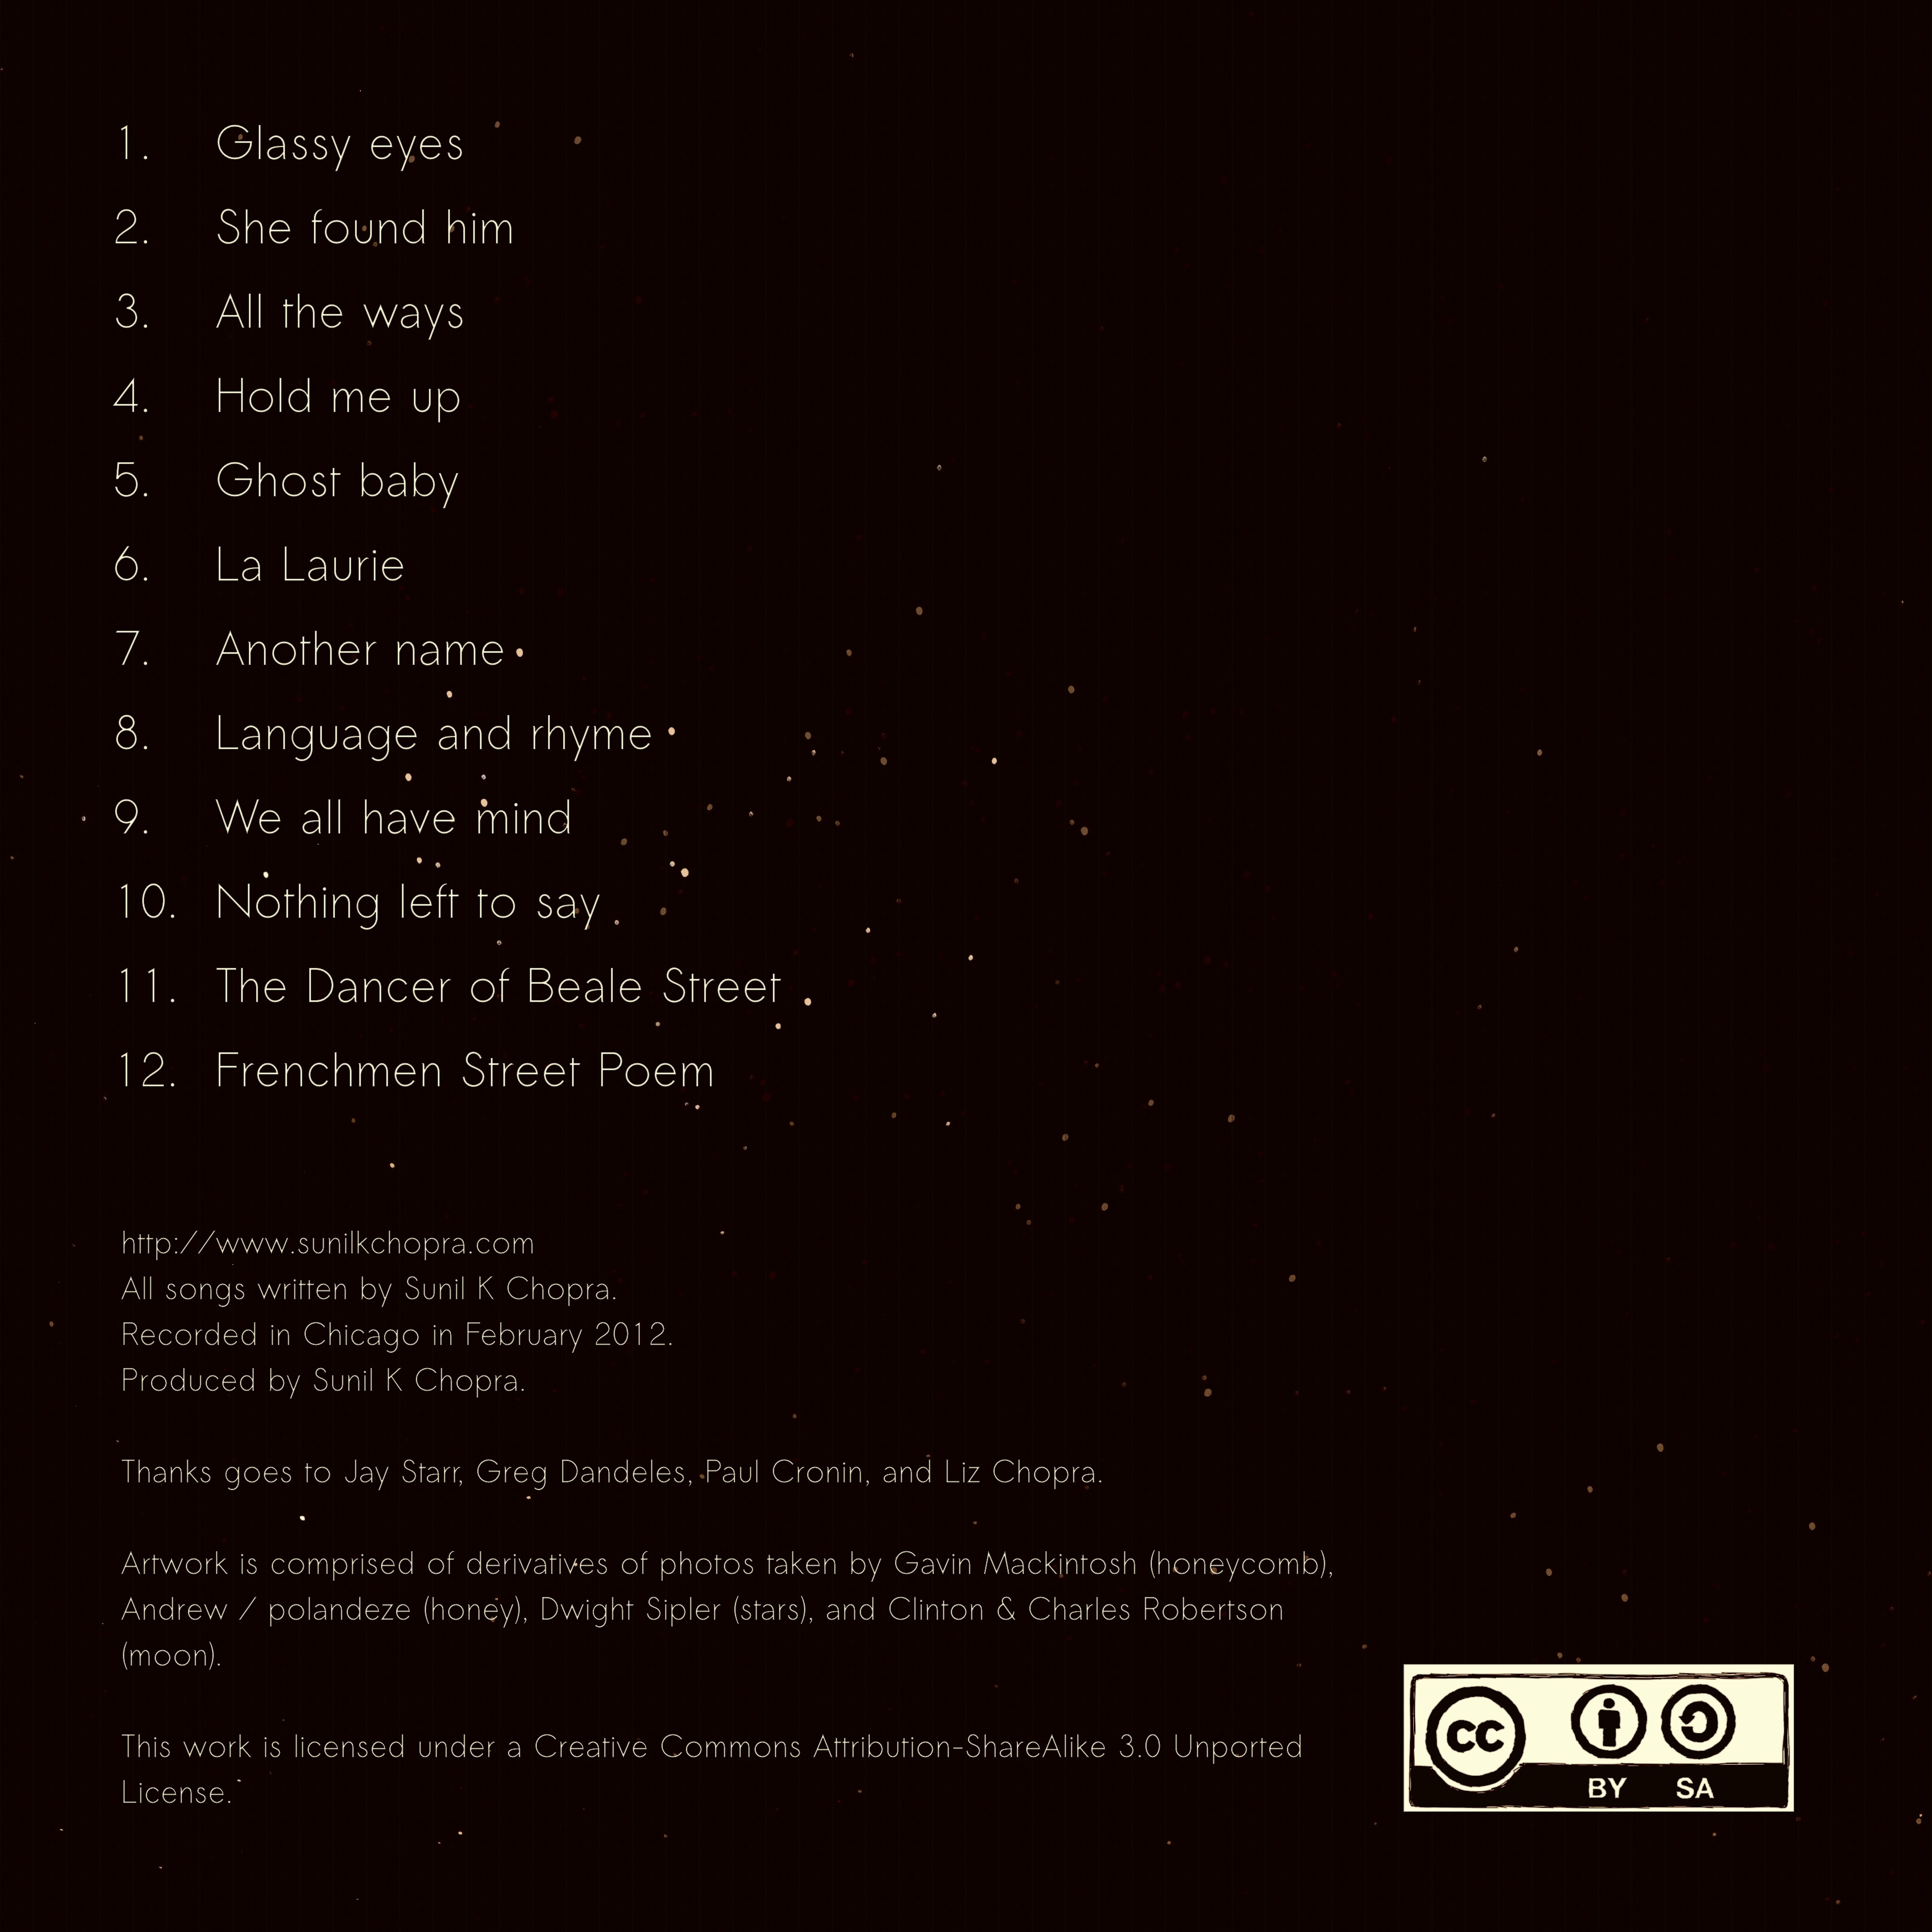 1. Glassy eyes
2. She found him
3. All the ways
4. Hold me up
5. Ghost baby
6. La Laurie
7. Another name
8. Language and rhyme
9. We all have mind
10. Nothing left to say
11. The Dancer of Beale Street
12. Frenchmen Street Poem
http://www.sunilkchopra.com
All songs written by Sunil K Chopra.
Recorded in Chicago in February 2012.
Produced by Sunil K Chopra.
Thanks goes to Jay Starr, Greg Dandeles, Paul Cronin, and Liz Chopra.
Artwork is comprised of derivatives of photos taken by Gavin Mackintosh (honeycomb),
Andrew / polandeze (honey), Dwight Sipler (stars), and Clinton & Charles Robertson
(moon).
This work is licensed under a Creative Commons Attribution-ShareAlike 3.0 Unported
License.
cc
BY SA